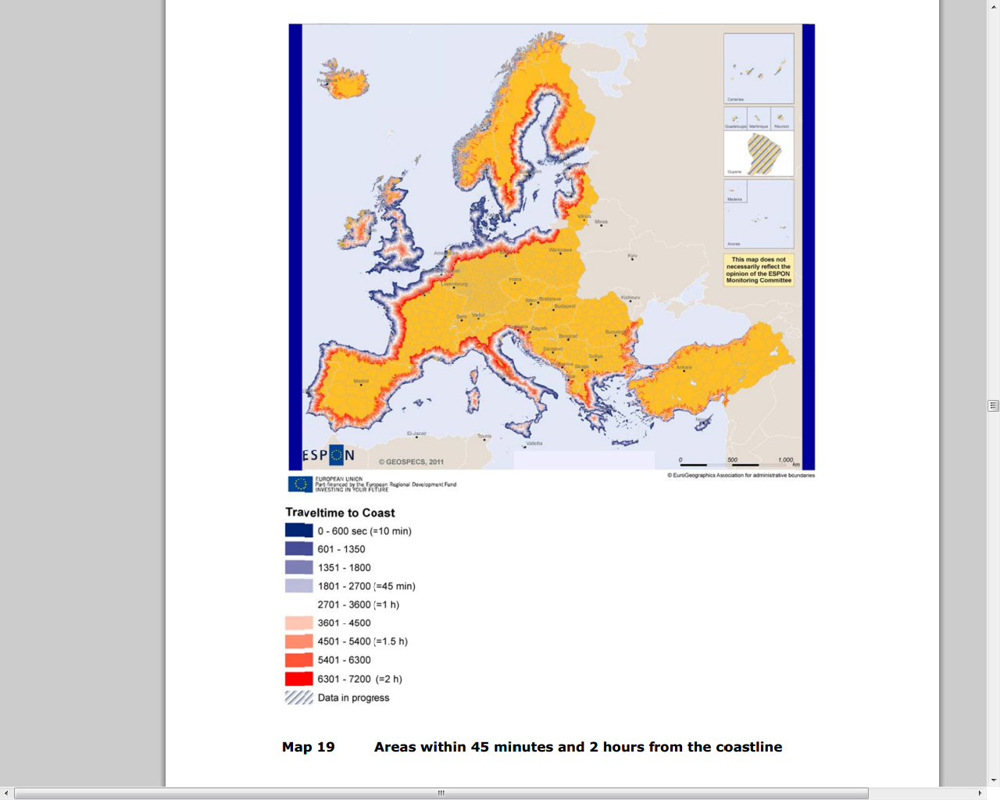 Reykjavik
Canarias
Guadeloupe Martinique Réunion
Guyane
Madeira
Acores
This map does not
necessarily reflect the
opinion of the ESPON
Monitoring Committee
Vilnius
Minsk
Warszawa
Kyiv
Luxembourg
Praha
Kishinev
Wien Bratislava
Budapest
Bern Vaduz
Zagreb
Beograd
Bucuresti
Sarajevo
Sofiya
Skopje
Ankara
Madrid
El-Jazair
Tounis
Valletta
ESPON
© GEOSPECS, 2011
0 500 1,000
km
© EuroGeographics Association for administrative boundaries
EUROPEAN UNION
Part-financed by the European Regional Development Fund
INVESTING IN YOUR FUTURE
Traveltime to Coast
0 - 600 sec (=10 min)
601 - 1350
1351 - 1800
1801 - 2700 (=45 min)
2701 - 3600 (=1 h)
3601 - 4500
4501 - 5400 (=1.5 h)
5401 - 6300
6301 - 7200 (=2 h)
Data in progress
Map 19 Areas within 45 minutes and 2 hours from the coastline